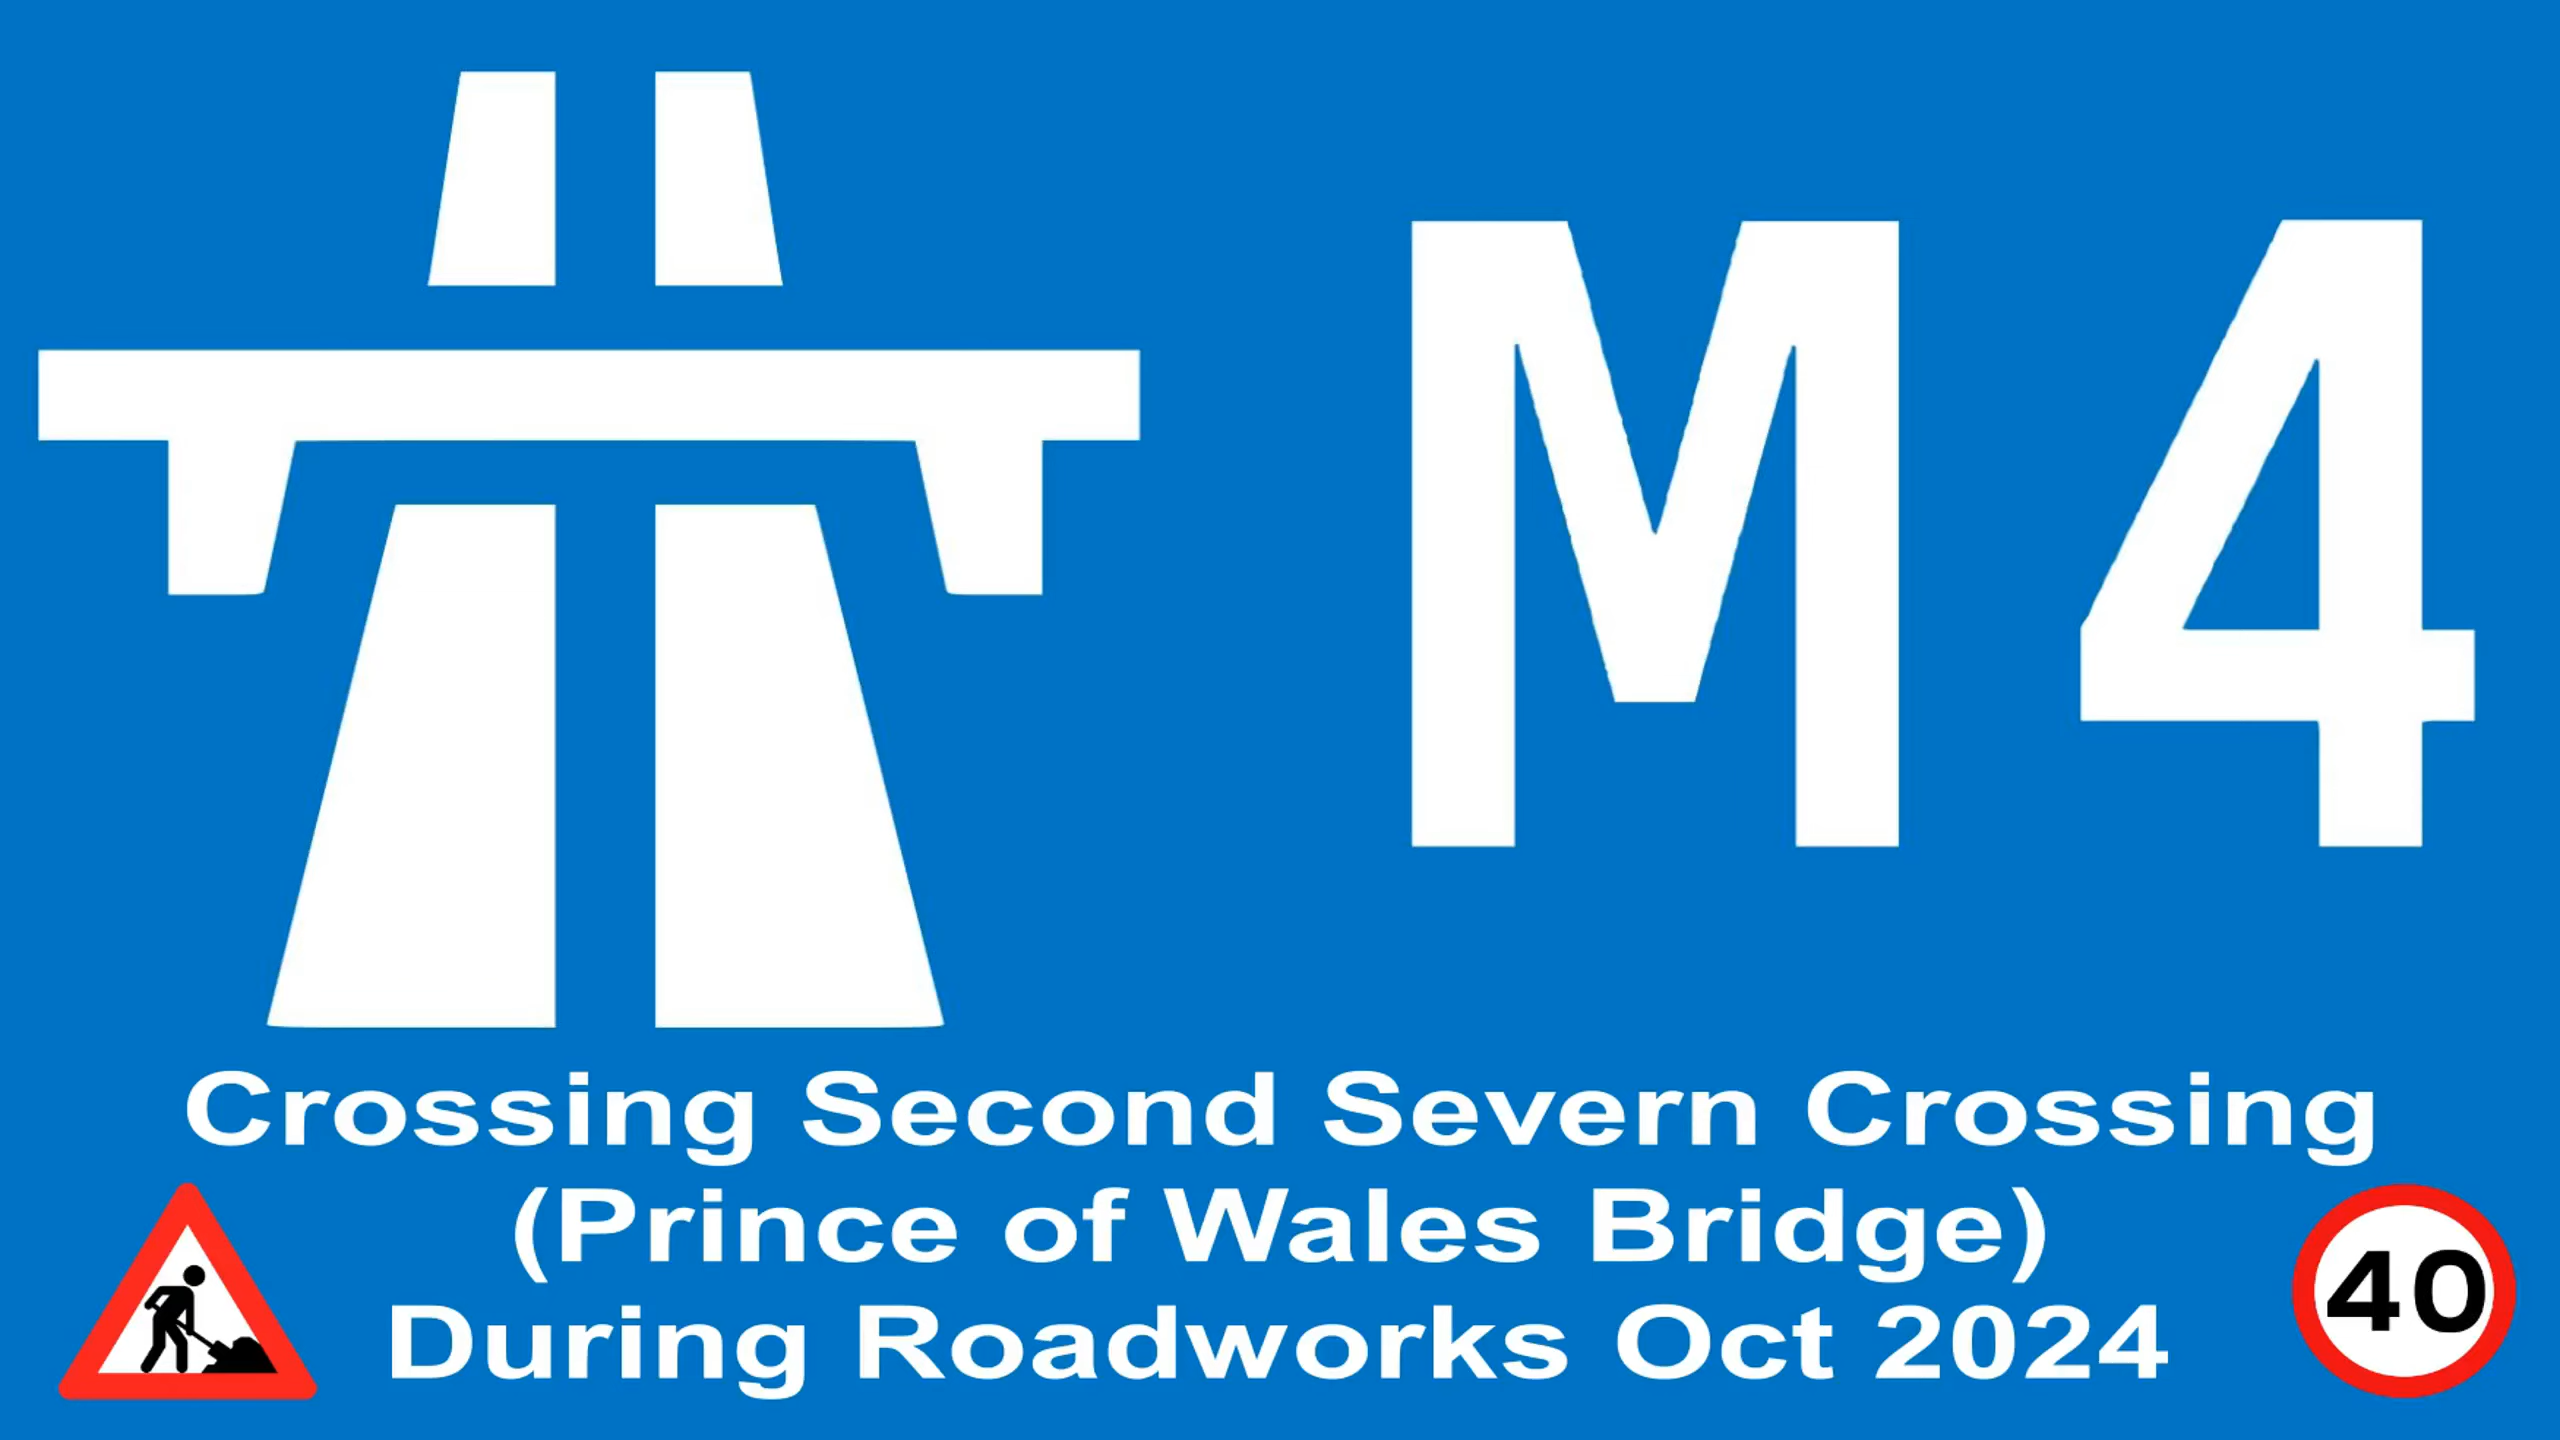 M4
Crossing Second Severn Crossing
(Prince of Wales Bridge)
During Roadworks Oct 2024
40